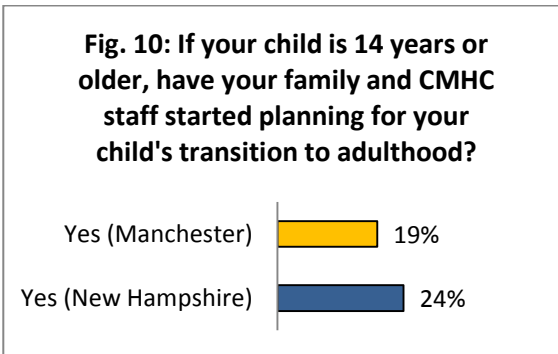 Fig. 10: If your child is 14 years or
older, have your family and CMHC
staff started planning for your
child's transition to adulthood?
Yes (Manchester) 19%
Yes (New Hampshire) 24%